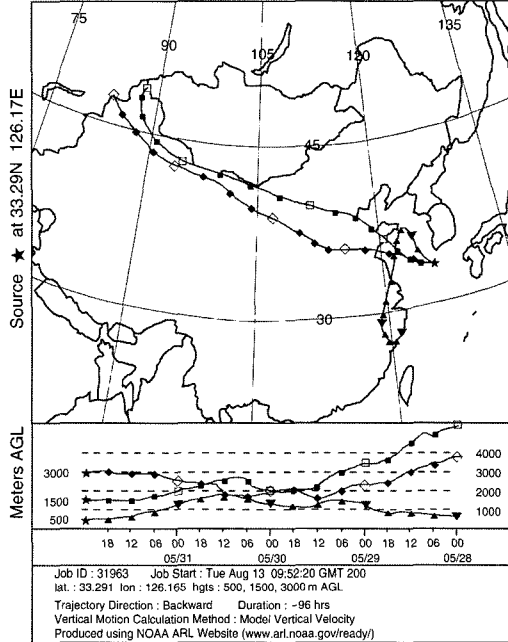 75
90
105
120
135
45
30
Source ★ at 33.29N 126.17E
Meters AGL
3000
1500
500
4000
3000
2000
1000
18 12 06 00 18 12 06 00 18 12 06 00 18 12 06 00
05/31 05/30 05/29 05/28
Job ID : 31963 Job Start : Tue Aug 13 09:52:20 GMT 200
lat. : 33.291 lon : 126.165 hgts : 500, 1500, 3000 m AGL
Trajectory Direction : Backward Duration : -96 hrs
Vertical Motion Calculation Method : Model Vertical Velocity
Produced using NOAA ARL Website (www.arl.noaa.gov/ready/)